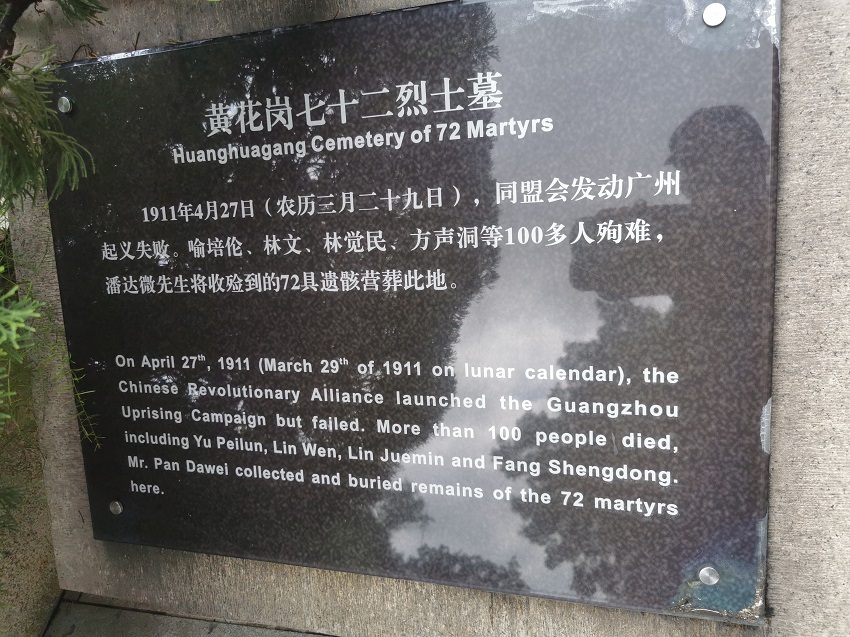 黄花岗七十二烈士墓
Huanghuagang Cemetery of 72 Martyrs
1911年4月27日（农历三月二十九日），同盟会发动广州
起义失败。喻培伦、林文、林觉民、方声洞等100多人殉难，
潘达微先生将收殓到的72具遗骸营葬此地。
On April 27th, 1911 (March 29th of 1911 on lunar calendar), the
Chinese Revolutionary Alliance launched the Guangzhou
Uprising Campaign but failed. More than 100 people died,
including Yu Peilun, Lin Wen, Lin Juemin and Fang Shengdong.
Mr. Pan Dawei collected and buried remains of the 72 martyrs
here.